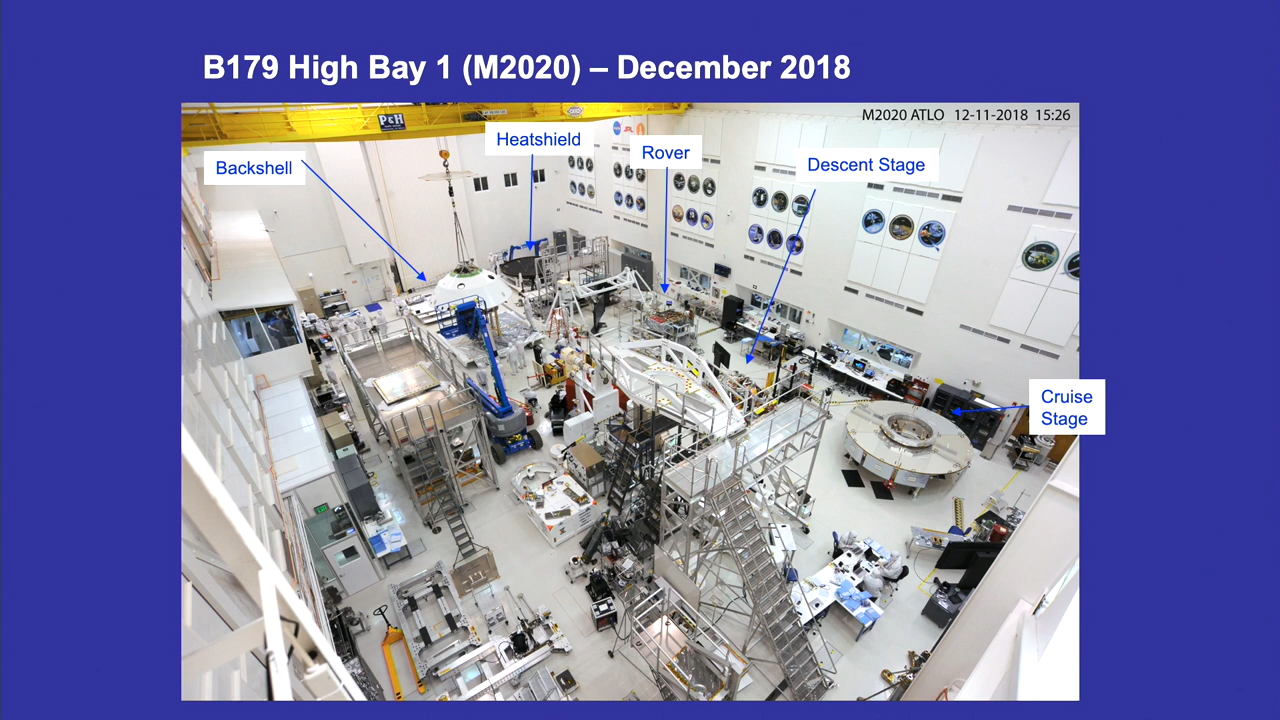 B179 High Bay 1 (M2020) – December 2018
M2020 ATLO 12-11-2018 15:26
P&H
JPL
Heatshield
Rover
Backshell
Descent Stage
Cruise
Stage